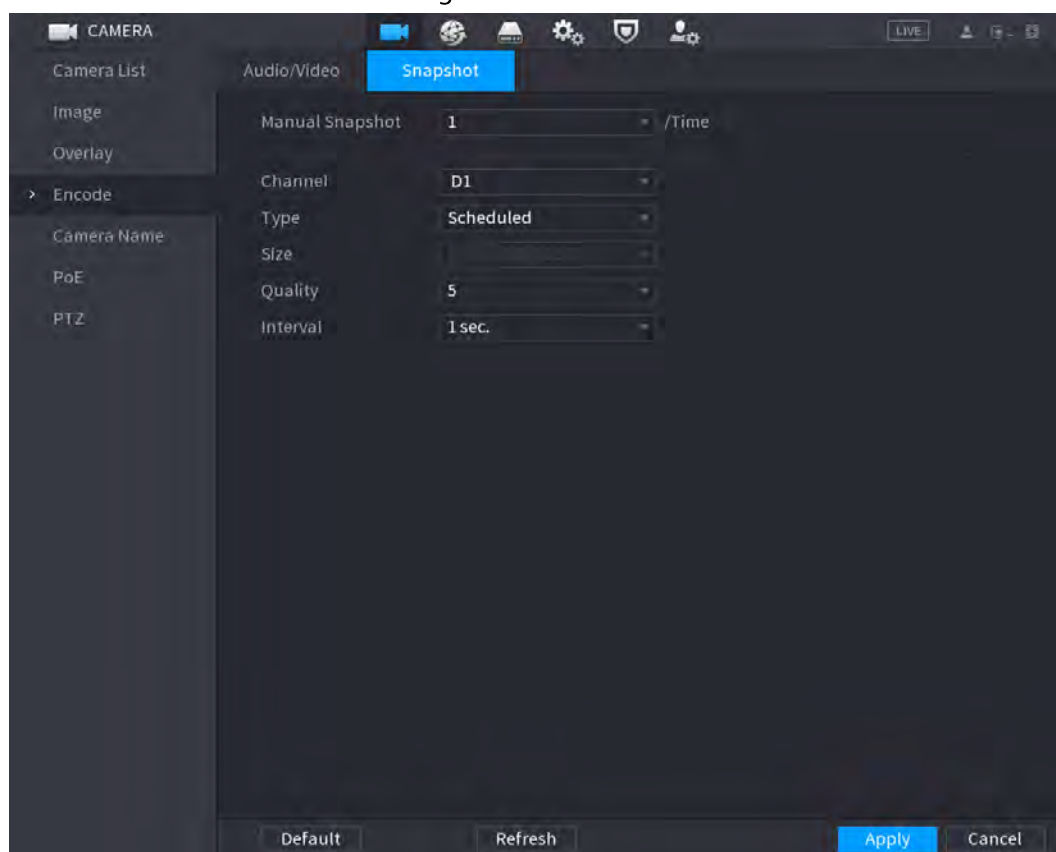 CAMERA
LIVE
Camera List
Image
Overlay
> Encode
Camera Name
PoE
PTZ
Audio/Video
Snapshot
Manual Snapshot 1 /Time
Channel D1
Type Scheduled
Size
Quality 5
Interval 1 sec.
Default
Refresh
Apply
Cancel